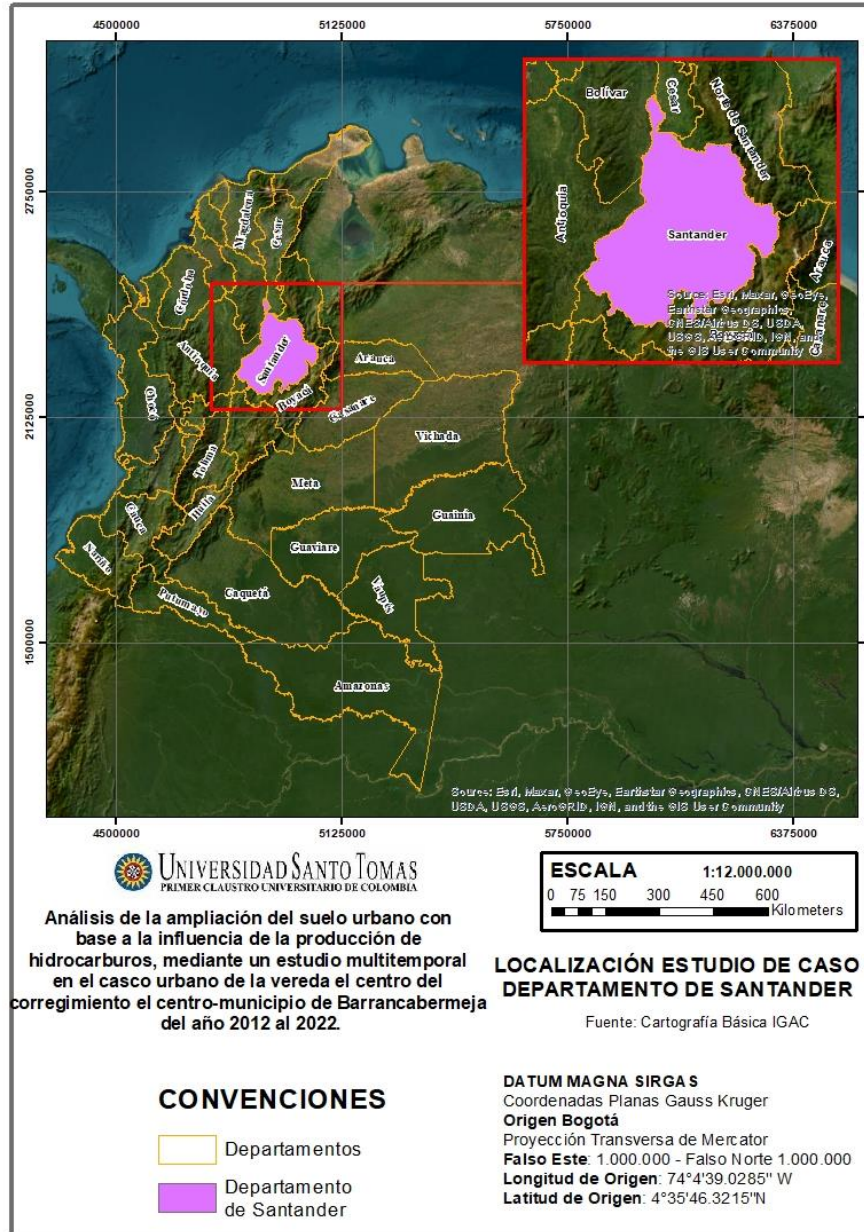 4500000 5125000 5750000 6375000
2750000
2125000
1500000
Bolívar
Cesar
Norte de Santander
Antioquia
Santander
Arauca
Casanare
Source: Esri, Maxar, GeoEye,
Earthstar Geographics,
CNES/Airbus DS, USDA,
USGS, AeroGRID, IGN, and
the GIS User Community
Magdalena
Cesar
Córdoba
Antioquia
Santander
Arauca
Boyacá
Casanare
Chocó
Vichada
Tolima
Meta
Huila
Guainía
Cauca
Guaviare
Nariño
Caquetá
Vaupés
Putumayo
Amazonas
Source: Esri, Maxar, GeoEye, Earthstar Geographics, CNES/Airbus DS,
USDA, USGS, AeroGRID, IGN, and the GIS User Community
4500000 5125000 5750000 6375000
UNIVERSIDAD SANTO TOMAS
PRIMER CLAUSTRO UNIVERSITARIO DE COLOMBIA
Análisis de la ampliación del suelo urbano con
base a la influencia de la producción de
hidrocarburos, mediante un estudio multitemporal
en el casco urbano de la vereda el centro del
corregimiento el centro-municipio de Barrancabermeja
del año 2012 al 2022.
ESCALA 1:12.000.000
0 75 150 300 450 600
Kilometers
LOCALIZACIÓN ESTUDIO DE CASO
DEPARTAMENTO DE SANTANDER
Fuente: Cartografía Básica IGAC
CONVENCIONES
Departamentos
Departamento
de Santander
DATUM MAGNA SIRGAS
Coordenadas Planas Gauss Kruger
Origen Bogotá
Proyección Transversa de Mercator
Falso Este: 1.000.000 - Falso Norte 1.000.000
Longitud de Origen: 74°4'39.0285" W
Latitud de Origen: 4°35'46.3215"N